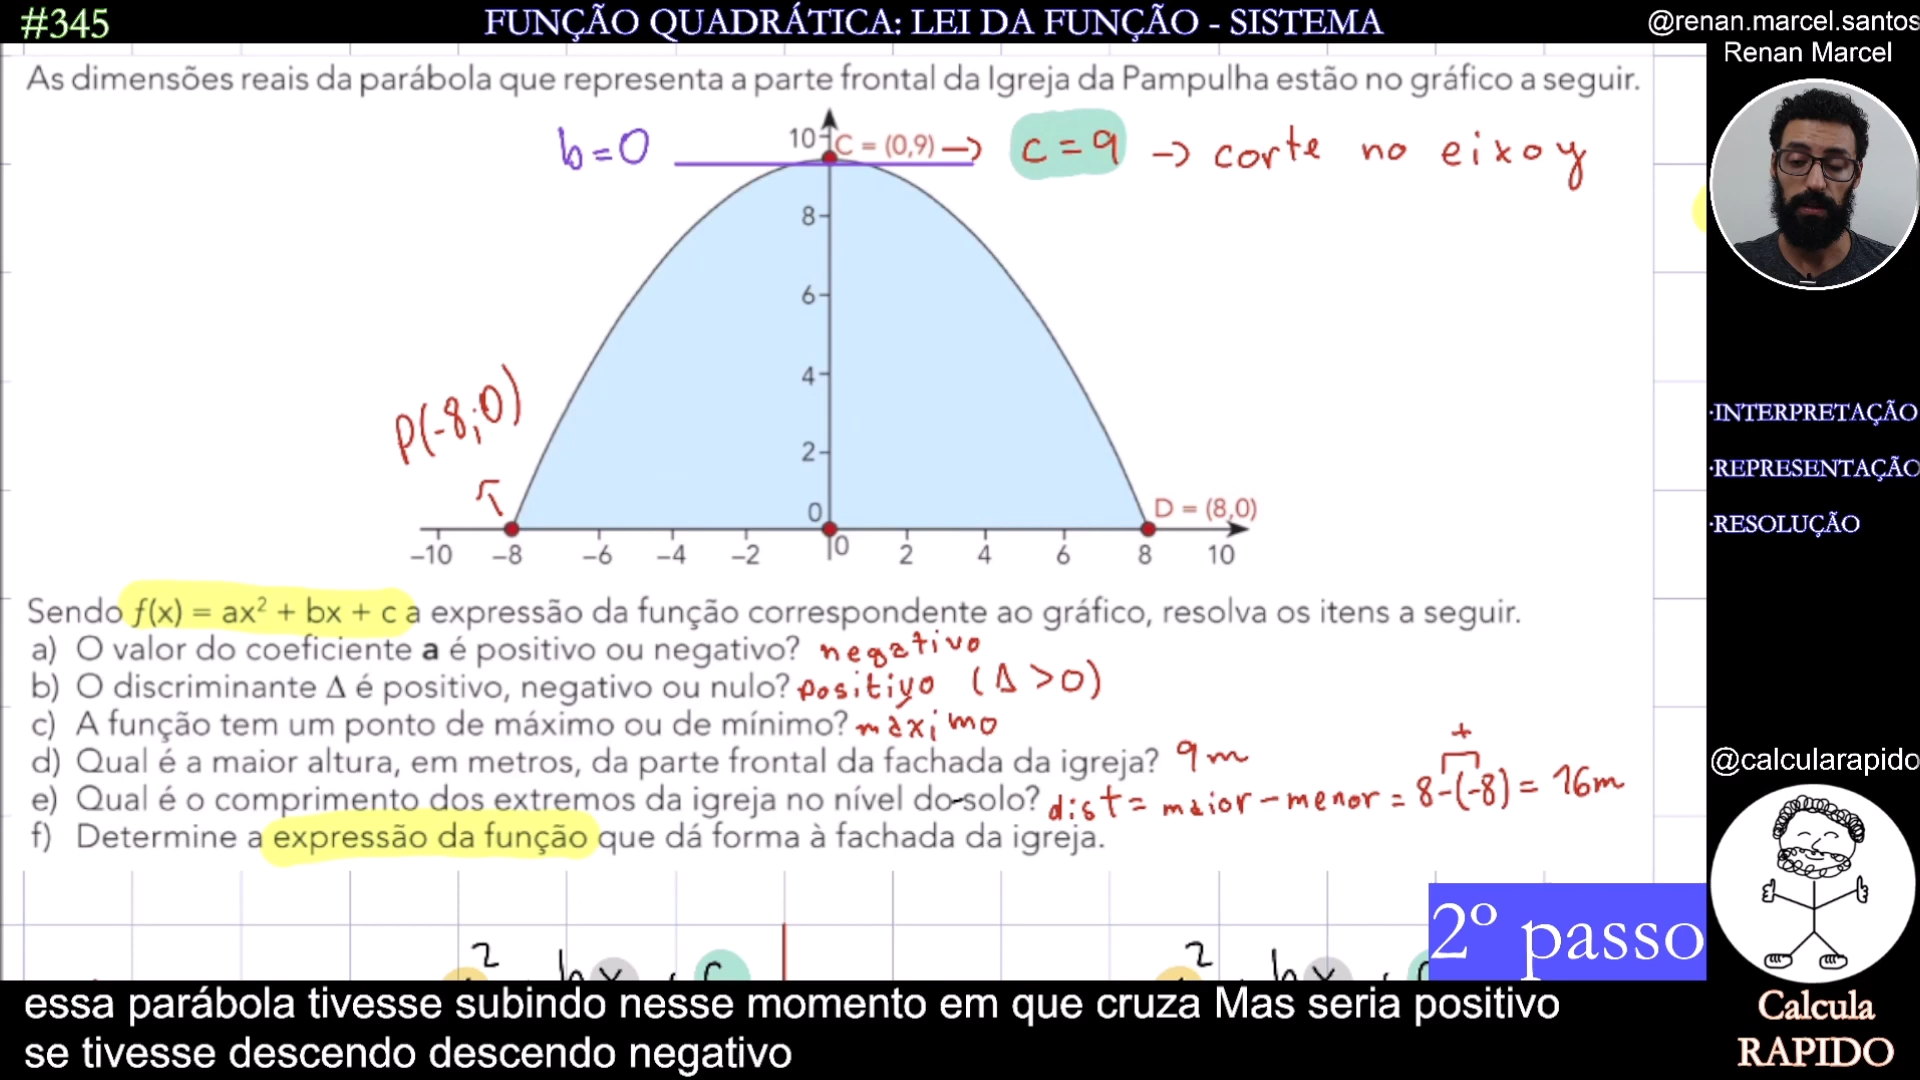 #345
FUNÇÃO QUADRÁTICA: LEI DA FUNÇÃO - SISTEMA
@renan.marcel.santos
Renan Marcel
As dimensões reais da parábola que representa a parte frontal da Igreja da Pampulha estão no gráfico a seguir.
b=0
10
C = (0,9) → c = 9 → corte no eixo y
8
6
4
2
0
P(-8;0)
D = (8,0)
–10 –8 –6 –4 –2 0 2 4 6 8 10
Sendo f(x) = ax² + bx + c a expressão da função correspondente ao gráfico, resolva os itens a seguir.
a) O valor do coeficiente a é positivo ou negativo? negativo
b) O discriminante Δ é positivo, negativo ou nulo? positivo (Δ > 0)
c) A função tem um ponto de máximo ou de mínimo? máximo
d) Qual é a maior altura, em metros, da parte frontal da fachada da igreja? 9m
+
e) Qual é o comprimento dos extremos da igreja no nível do solo? dist = maior - menor = 8-(-8) = 16m
f) Determine a expressão da função que dá forma à fachada da igreja.
·INTERPRETAÇÃO
·REPRESENTAÇÃO
·RESOLUÇÃO
@calcularapido
2º passo
essa parábola tivesse subindo nesse momento em que cruza Mas seria positivo
se tivesse descendo descendo negativo
Calcula
RAPIDO